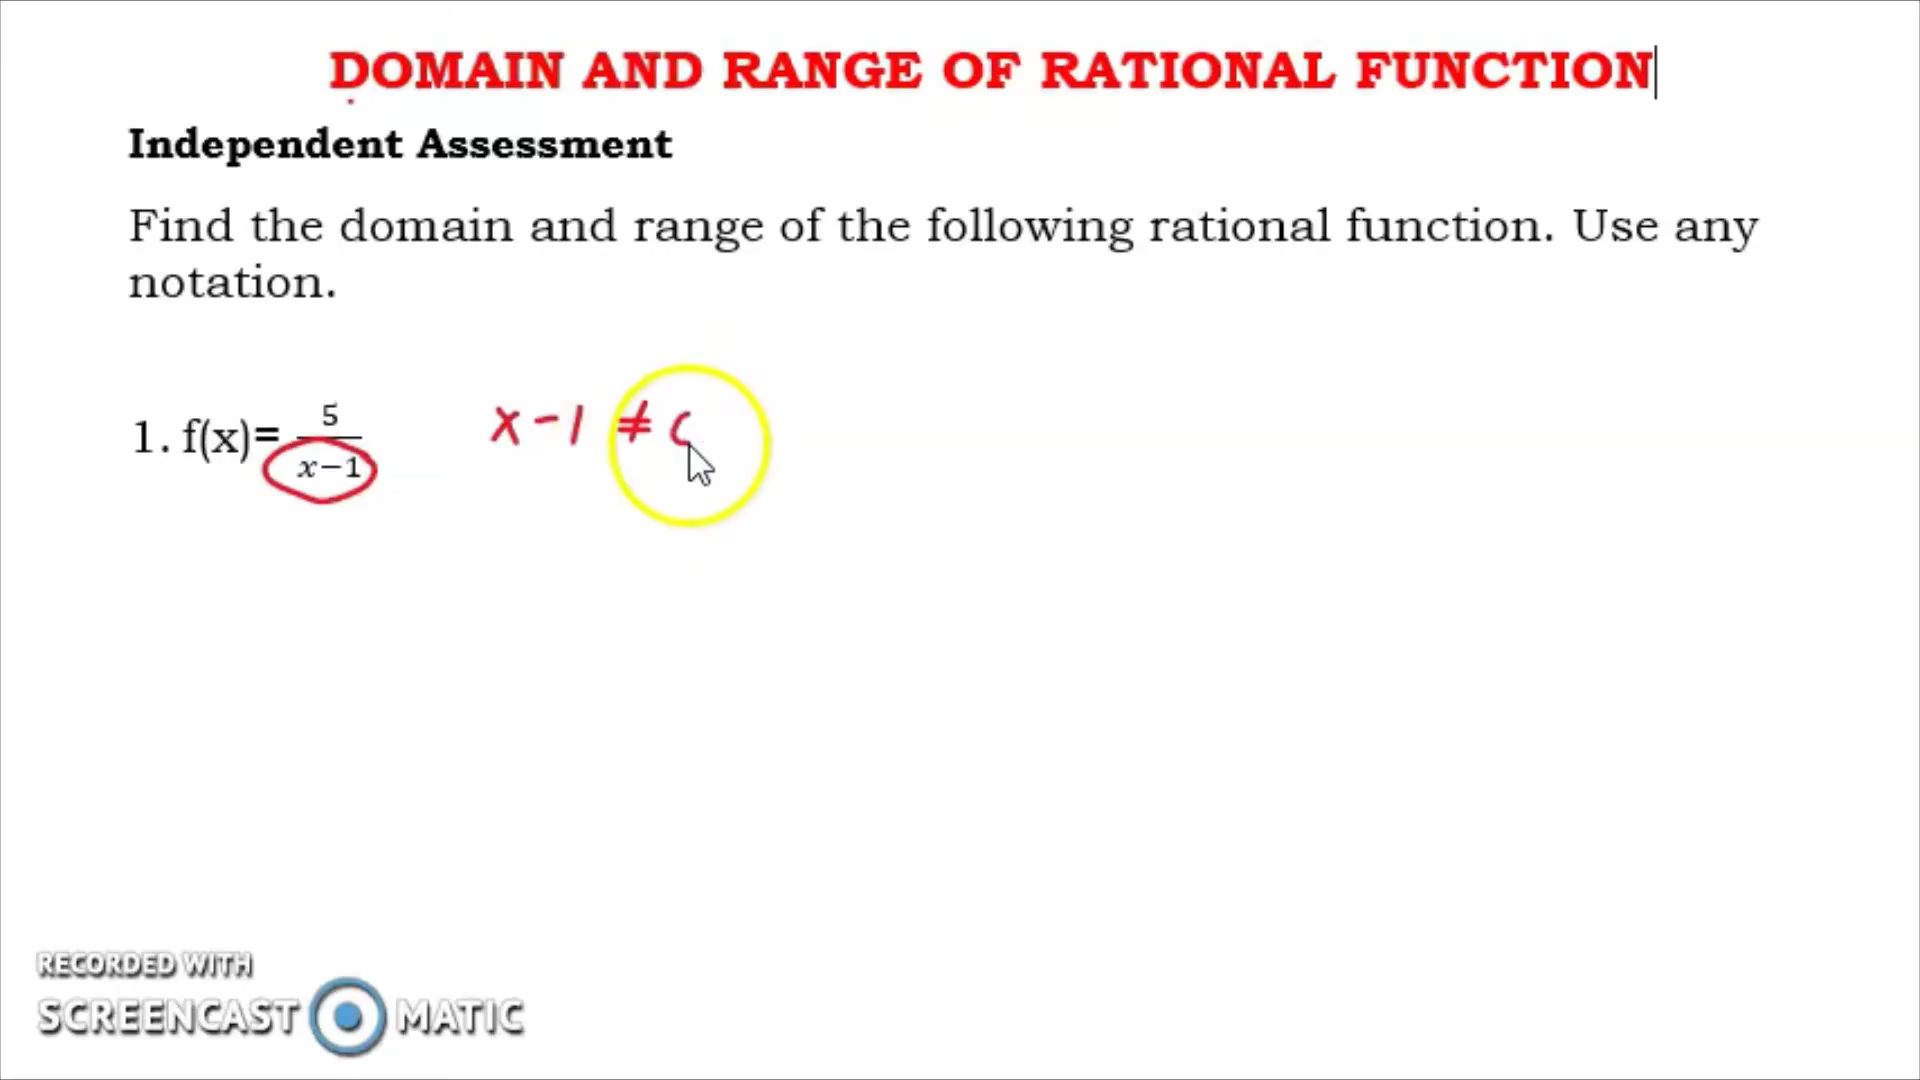 DOMAIN AND RANGE OF RATIONAL FUNCTION
Independent Assessment
Find the domain and range of the following rational function. Use any
notation.
1. f(x)= 5/(x−1) x - 1 ≠
RECORDED WITH
SCREENCAST MATIC